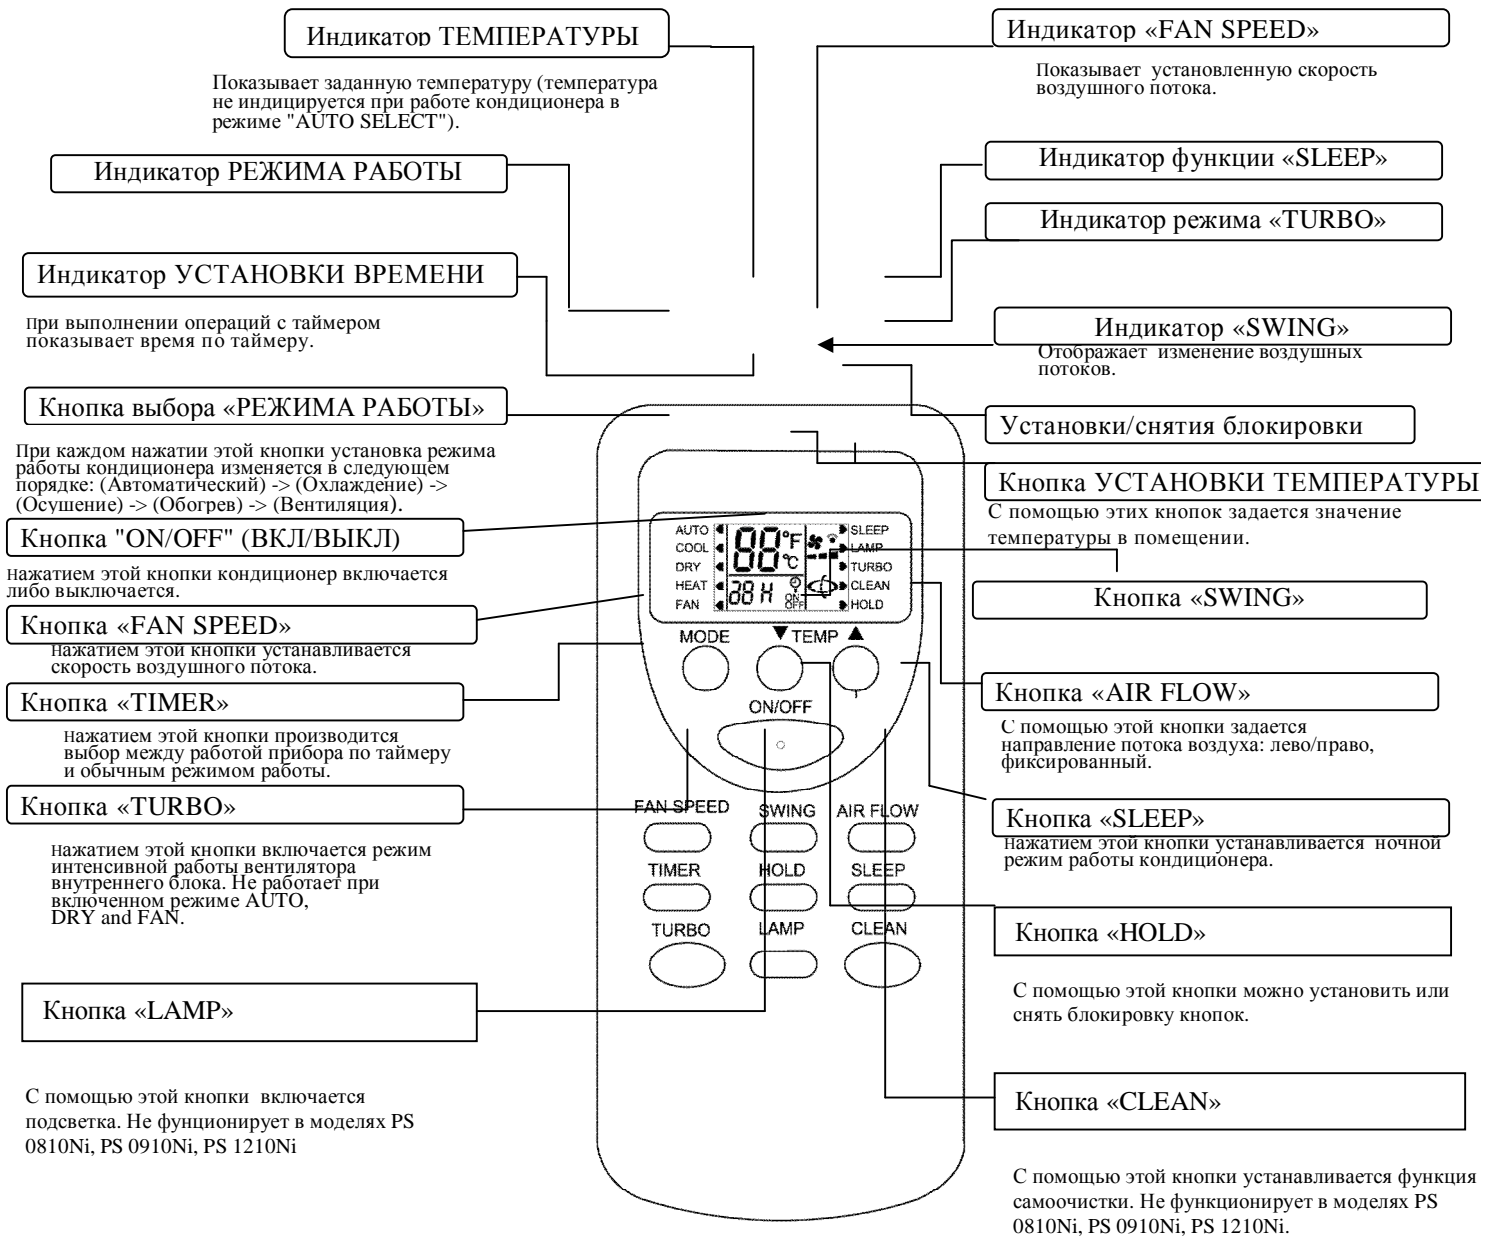 Индикатор ТЕМПЕРАТУРЫ
Показывает заданную температуру (температура
не индицируется при работе кондиционера в
режиме "AUTO SELECT").
Индикатор РЕЖИМА РАБОТЫ
Индикатор УСТАНОВКИ ВРЕМЕНИ
При выполнении операций с таймером
показывает время по таймеру.
Кнопка выбора «РЕЖИМА РАБОТЫ»
При каждом нажатии этой кнопки установка режима
работы кондиционера изменяется в следующем
порядке: (Автоматический) -> (Охлаждение) ->
(Осушение) -> (Обогрев) -> (Вентиляция).
Кнопка "ON/OFF" (ВКЛ/ВЫКЛ)
Нажатием этой кнопки кондиционер включается
либо выключается.
Кнопка «FAN SPEED»
Нажатием этой кнопки устанавливается
скорость воздушного потока.
Кнопка «TIMER»
Нажатием этой кнопки производится
выбор между работой прибора по таймеру
и обычным режимом работы.
Кнопка «TURBO»
Нажатием этой кнопки включается режим
интенсивной работы вентилятора
внутреннего блока. Не работает при
включенном режиме AUTO,
DRY and FAN.
Кнопка «LAMP»
С помощью этой кнопки включается
подсветка. Не фунционирует в моделях PS
0810Ni, PS 0910Ni, PS 1210Ni
AUTO
COOL
DRY
HEAT
FAN
88 °F
°C
38 H
ON
OFF
SLEEP
LAMP
TURBO
CLEAN
HOLD
MODE ▼ TEMP ▲
ON/OFF
FAN SPEED SWING AIR FLOW
TIMER HOLD SLEEP
TURBO LAMP CLEAN
Индикатор «FAN SPEED»
Показывает установленную скорость
воздушного потока.
Индикатор функции «SLEEP»
Индикатор режима «TURBO»
Индикатор «SWING»
Отображает изменение воздушных
потоков.
Установки/снятия блокировки
Кнопка УСТАНОВКИ ТЕМПЕРАТУРЫ
С помощью этих кнопок задается значение
температуры в помещении.
Кнопка «SWING»
Кнопка «AIR FLOW»
С помощью этой кнопки задается
направление потока воздуха: лево/право,
фиксированный.
Кнопка «SLEEP»
Нажатием этой кнопки устанавливается ночной
режим работы кондиционера.
Кнопка «HOLD»
С помощью этой кнопки можно установить или
снять блокировку кнопок.
Кнопка «CLEAN»
С помощью этой кнопки устанавливается функция
самоочистки. Не функционирует в моделях PS
0810Ni, PS 0910Ni, PS 1210Ni.